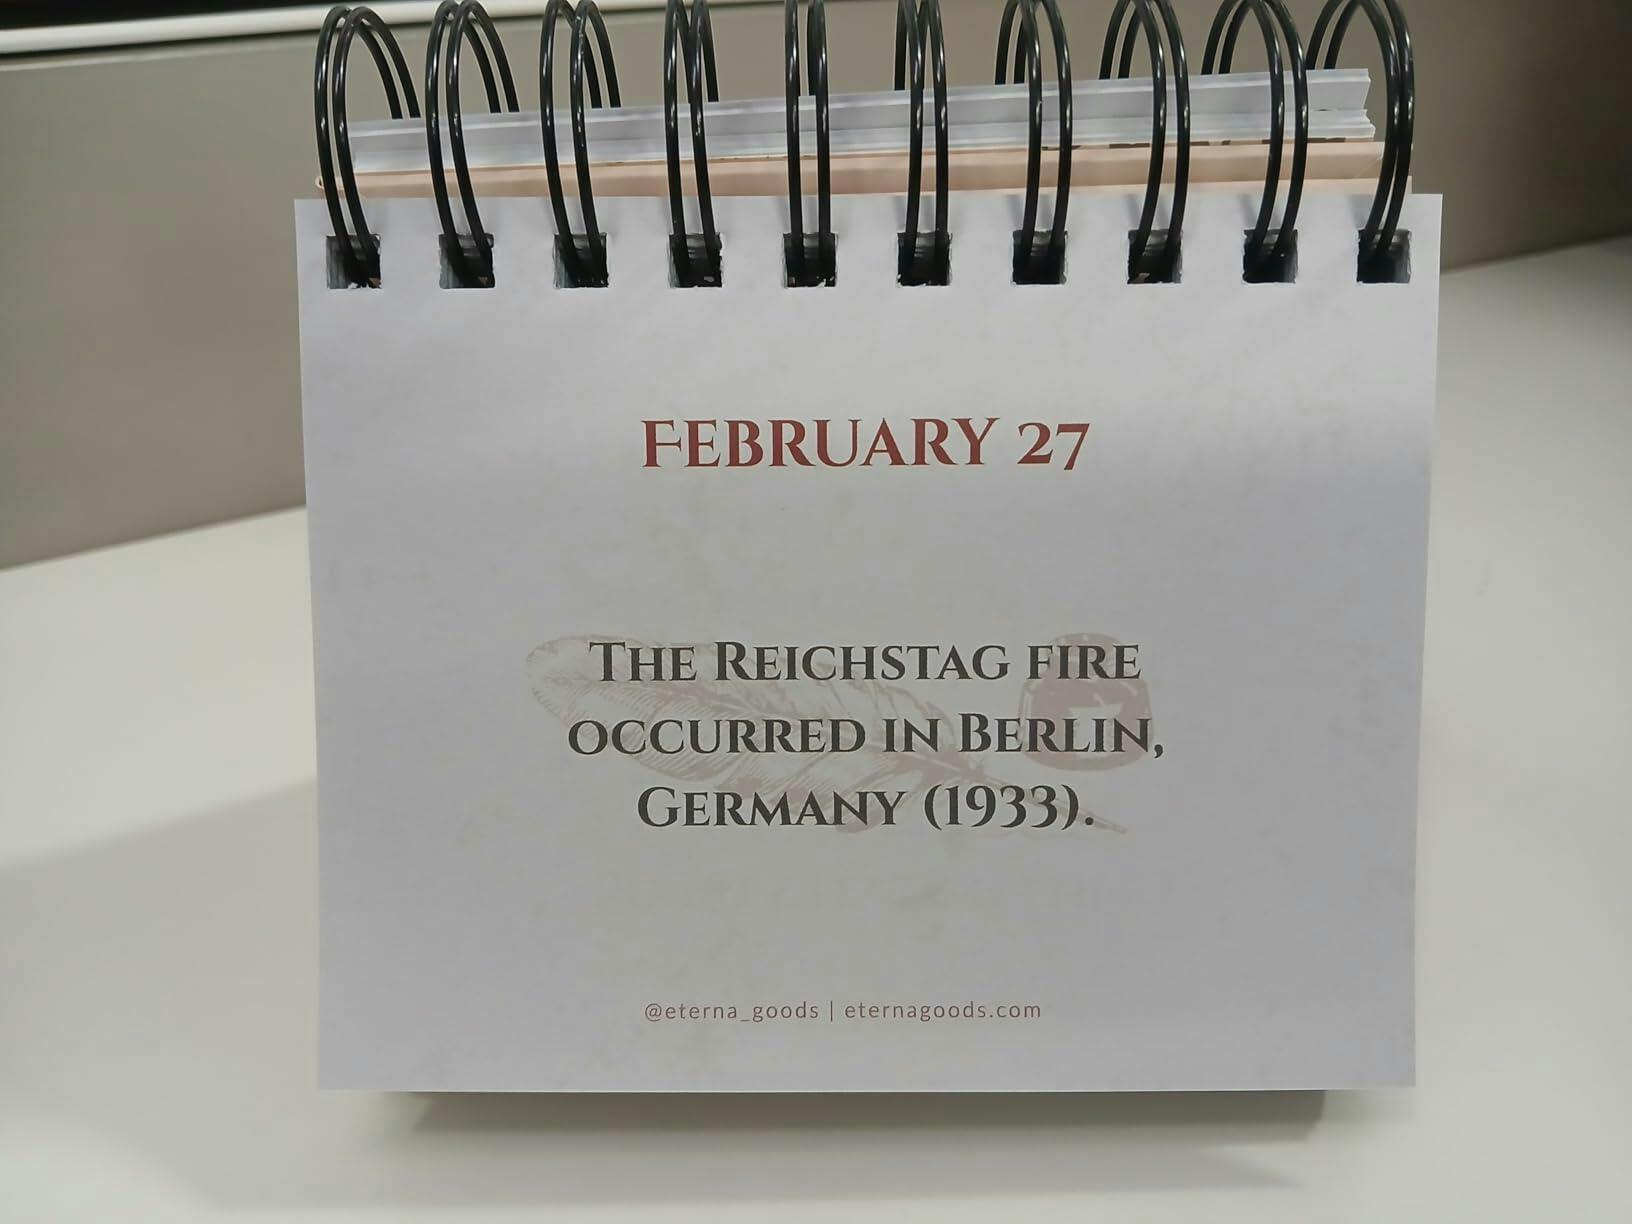 February 27
The Reichstag fire
occurred in Berlin,
Germany (1933).
@eterna_goods | eternagoods.com